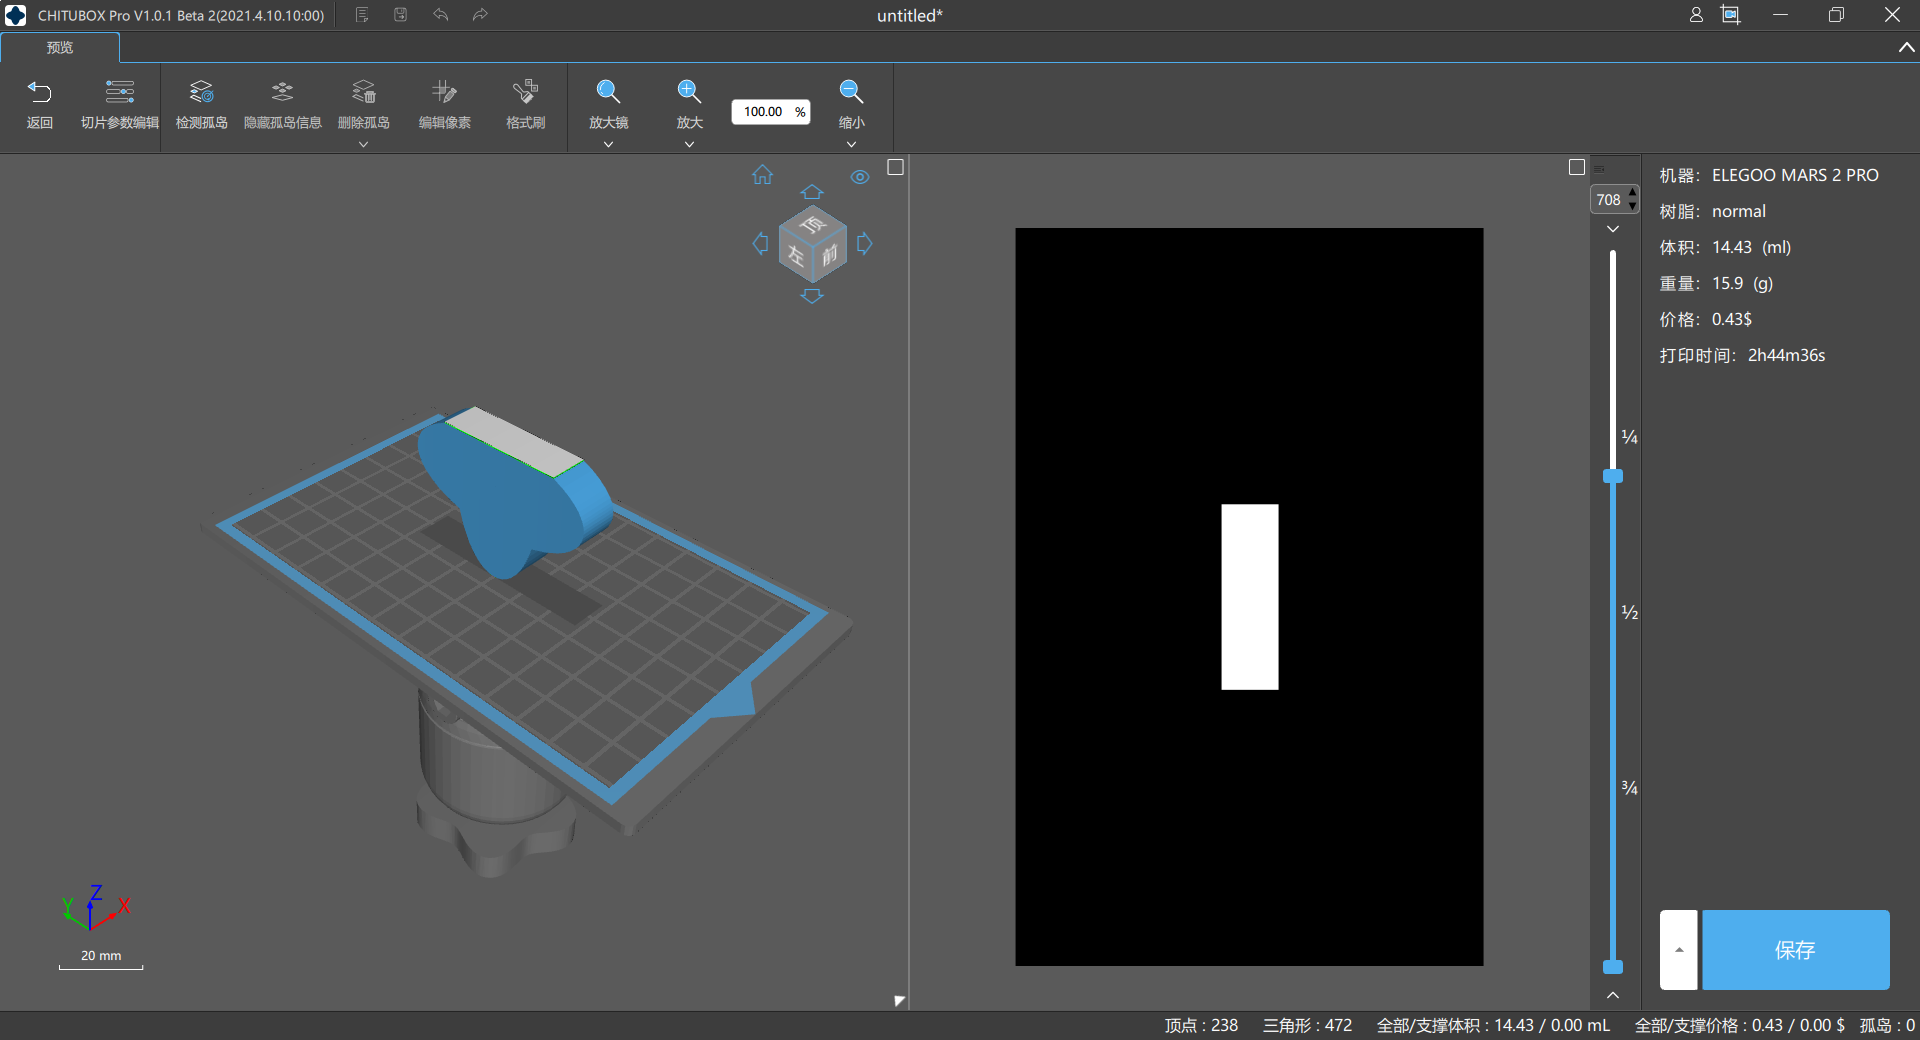 CHITUBOX Pro V1.0.1 Beta 2(2021.4.10.10:00)
untitled*
预览
返回
切片参数编辑
检测孤岛
隐藏孤岛信息
删除孤岛
编辑像素
格式刷
放大镜
放大
100.00 %
缩小
顶
左
前
708
¼
½
¾
机器: ELEGOO MARS 2 PRO
树脂: normal
体积: 14.43 (ml)
重量: 15.9 (g)
价格: 0.43$
打印时间: 2h44m36s
Z
Y
X
20 mm
保存
顶点 : 238 三角形 : 472 全部/支撑体积 : 14.43 / 0.00 mL 全部/支撑价格 : 0.43 / 0.00 $ 孤岛 : 0